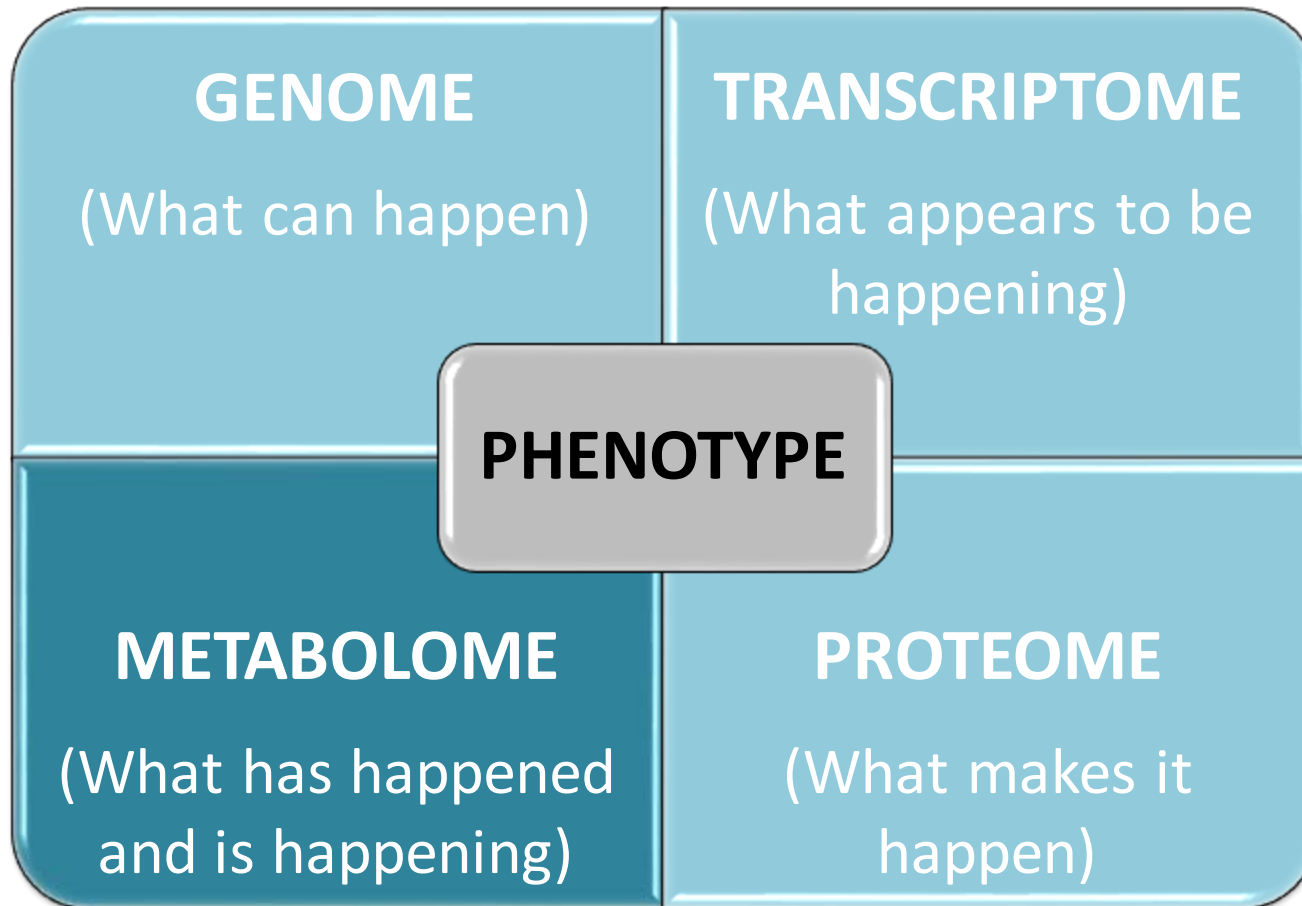 GENOME
(What can happen)
TRANSCRIPTOME
(What appears to be
happening)
PHENOTYPE
METABOLOME
(What has happened
and is happening)
PROTEOME
(What makes it
happen)